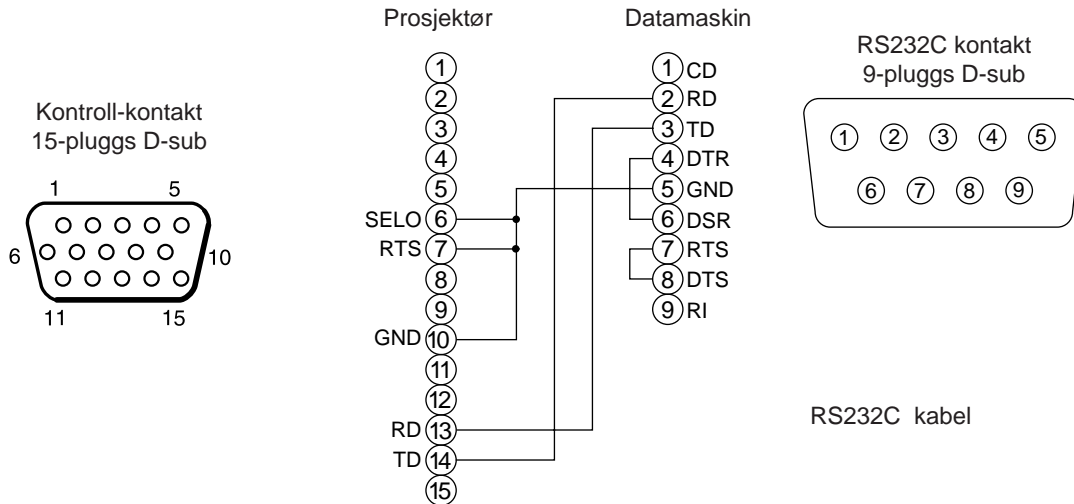 Prosjektør
Datamaskin
RS232C kontakt
9-pluggs D-sub
Kontroll-kontakt
15-pluggs D-sub
1 5
6 10
11 15
1
2
3
4
5
SELO 6
RTS 7
8
9
GND 10
11
12
RD 13
TD 14
15
1 CD
2 RD
3 TD
4 DTR
5 GND
6 DSR
7 RTS
8 DTS
9 RI
1 2 3 4 5
6 7 8 9
RS232C kabel